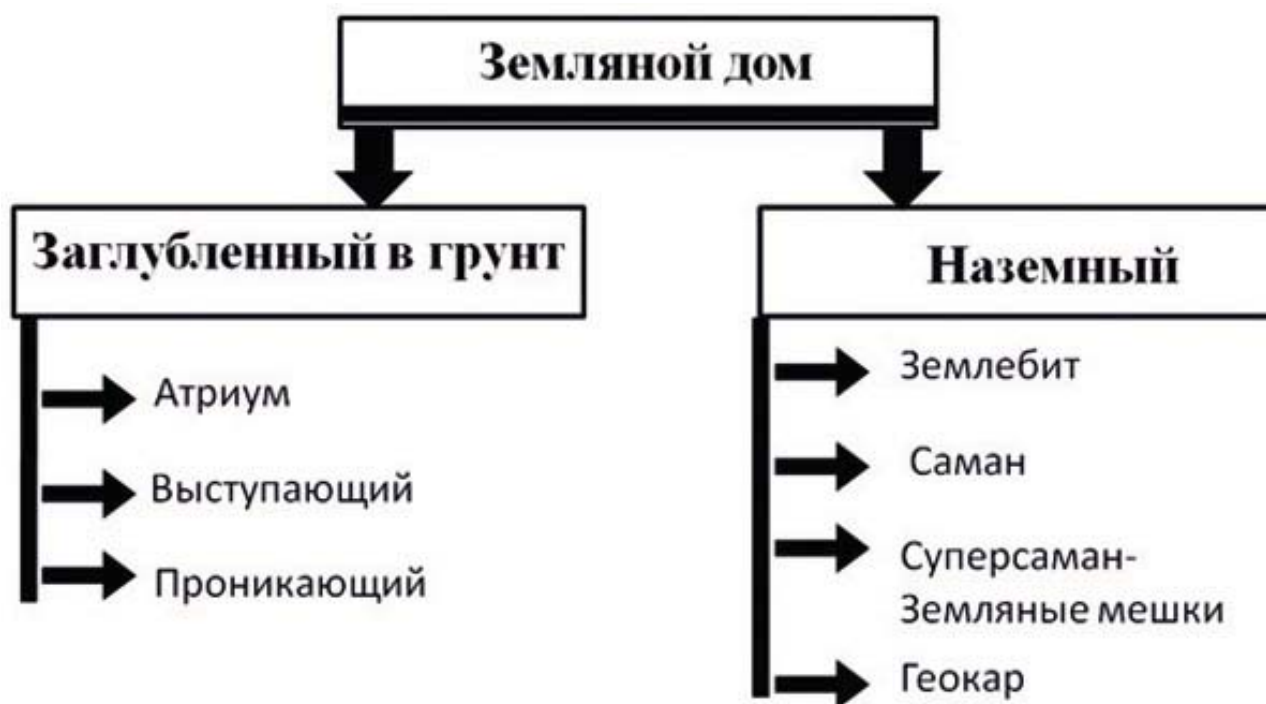 Земляной дом
Заглубленный в грунт
Атриум
Выступающий
Проникающий
Наземный
Землебит
Саман
Суперсаман-
Земляные мешки
Геокар